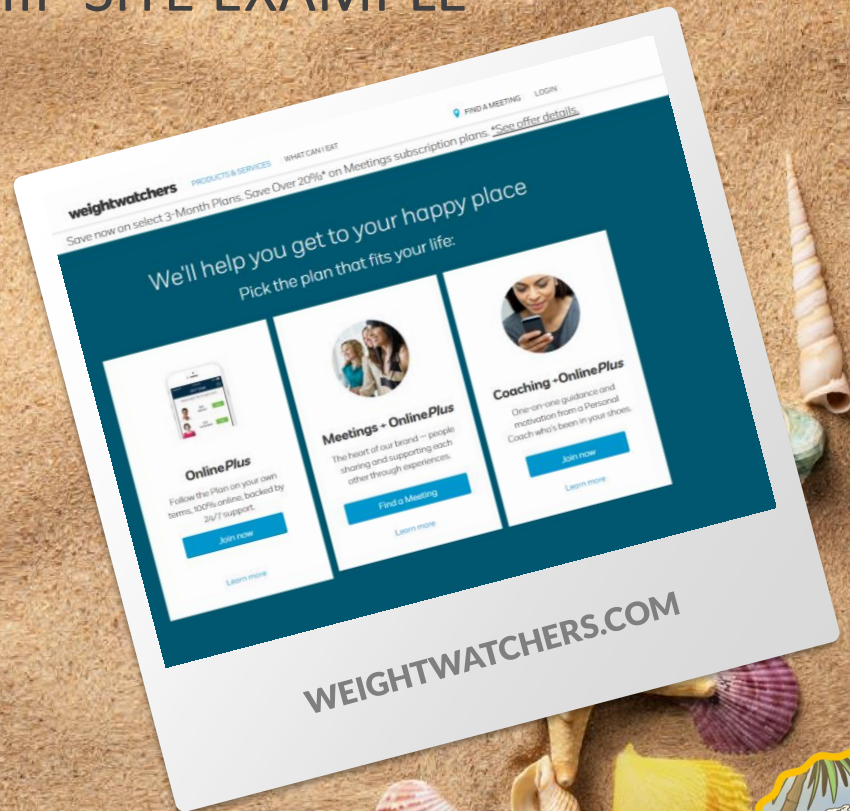 SITE EXAMPLE
FIND A MEETING LOGIN
weightwatchers PRODUCTS & SERVICES WHAT CAN I EAT
Save now on select 3-Month Plans. Save Over 20%* on Meetings subscription plans. *See offer details.
We'll help you get to your happy place
Pick the plan that fits your life:
OnlinePlus
Follow the Plan on your own
terms, 100% online, backed by
24/7 support.
Join now
Learn more
Meetings + OnlinePlus
The heart of our brand — people
sharing and supporting each
other through experiences.
Find a Meeting
Learn more
Coaching + OnlinePlus
One-on-one guidance and
motivation from a Personal
Coach who's been in your shoes.
Join now
Learn more
WEIGHTWATCHERS.COM